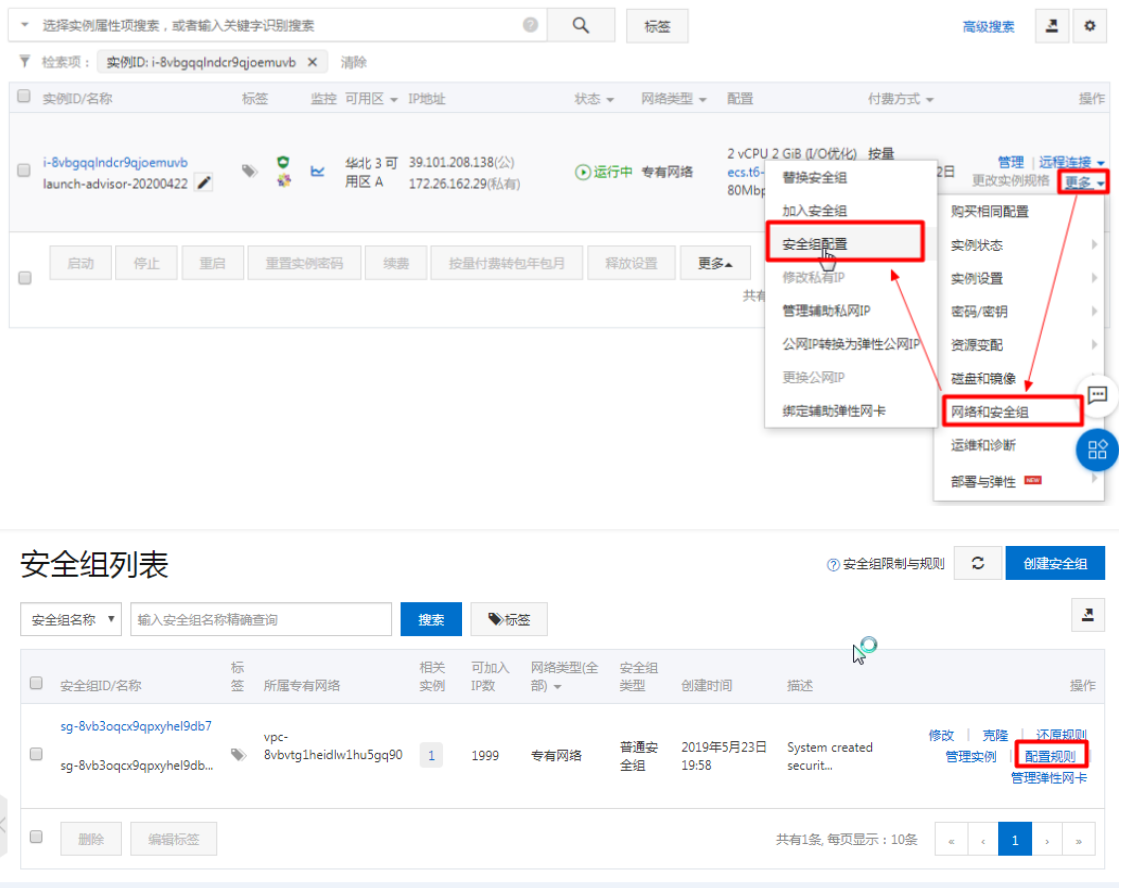 选择实例属性项搜索，或者输入关键字识别搜索
标签
高级搜索
检索项： 实例ID: i-8vbgqqlndcr9qjoemuvb 清除
实例ID/名称 标签 监控 可用区 IP地址 状态 网络类型 配置 付费方式 操作
i-8vbgqqlndcr9qjoemuvb
launch-advisor-20200422
华北 3 可
用区 A
39.101.208.138(公)
172.26.162.29(私有)
运行中 专有网络
2 vCPU 2 GiB (I/O优化)
ecs.t6-
80Mbp
按量
2日
管理 远程连接
更改实例规格 更多
替换安全组
加入安全组
安全组配置
修改私有IP
管理辅助私网IP
公网IP转换为弹性公网IP
更换公网IP
绑定辅助弹性网卡
购买相同配置
实例状态
实例设置
密码/密钥
资源变配
磁盘和镜像
网络和安全组
运维和诊断
部署与弹性 NEW
启动 停止 重启 重置实例密码 续费 按量付费转包年包月 释放设置 更多
共有
安全组列表
安全组限制与规则
创建安全组
安全组名称 输入安全组名称精确查询 搜索 标签
安全组ID/名称 标
签 所属专有网络 相关
实例 可加入
IP数 网络类型(全
部) 安全组
类型 创建时间 描述 操作
sg-8vb3oqcx9qpxyhel9db7
sg-8vb3oqcx9qpxyhel9db...
vpc-
8vbvtg1heidlw1hu5gq90
1
1999
专有网络
普通安
全组
2019年5月23日
19:58
System created
securit...
修改 克隆 还原规则
管理实例 配置规则
管理弹性网卡
删除 编辑标签
共有1条, 每页显示：10条 « ‹ 1 › »